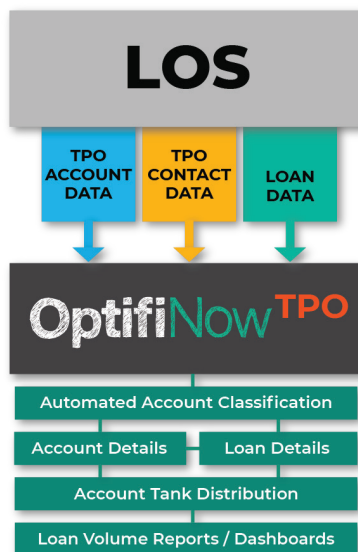 LOS
TPO
ACCOUNT
DATA
TPO
CONTACT
DATA
LOAN
DATA
OptifiNow TPO
Automated Account Classification
Account Details
Loan Details
Account Tank Distribution
Loan Volume Reports / Dashboards